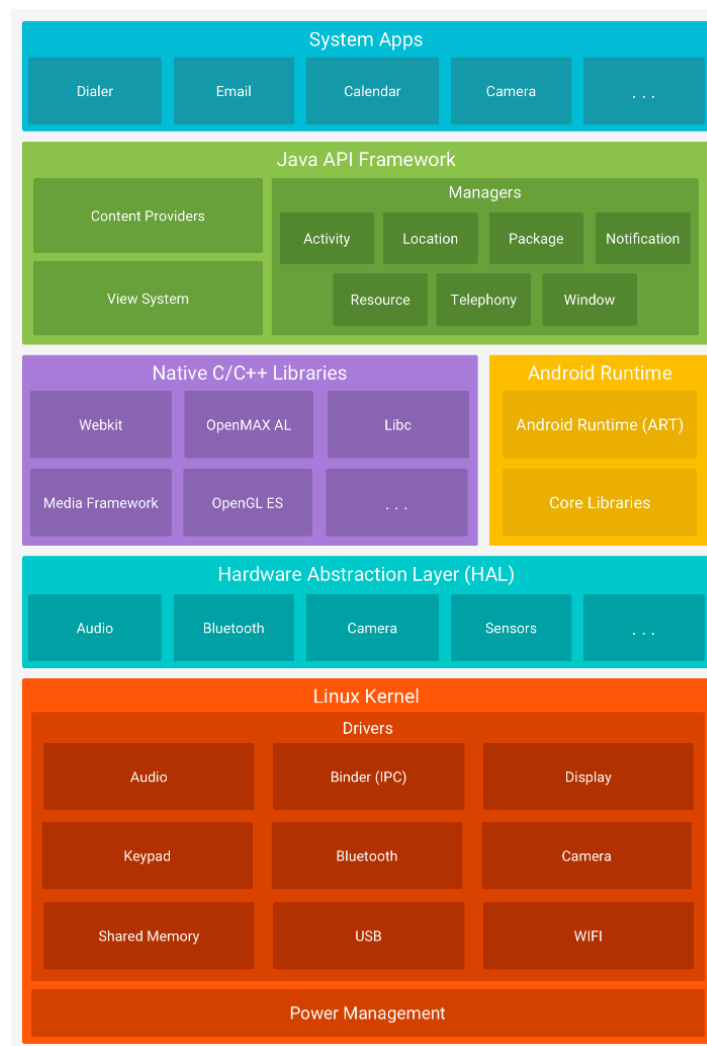 System Apps
Dialer
Email
Calendar
Camera
. . .
Java API Framework
Content Providers
View System
Managers
Activity
Location
Package
Notification
Resource
Telephony
Window
Native C/C++ Libraries
Webkit
OpenMAX AL
Libc
Media Framework
OpenGL ES
. . .
Android Runtime
Android Runtime (ART)
Core Libraries
Hardware Abstraction Layer (HAL)
Audio
Bluetooth
Camera
Sensors
. . .
Linux Kernel
Drivers
Audio
Binder (IPC)
Display
Keypad
Bluetooth
Camera
Shared Memory
USB
WIFI
Power Management